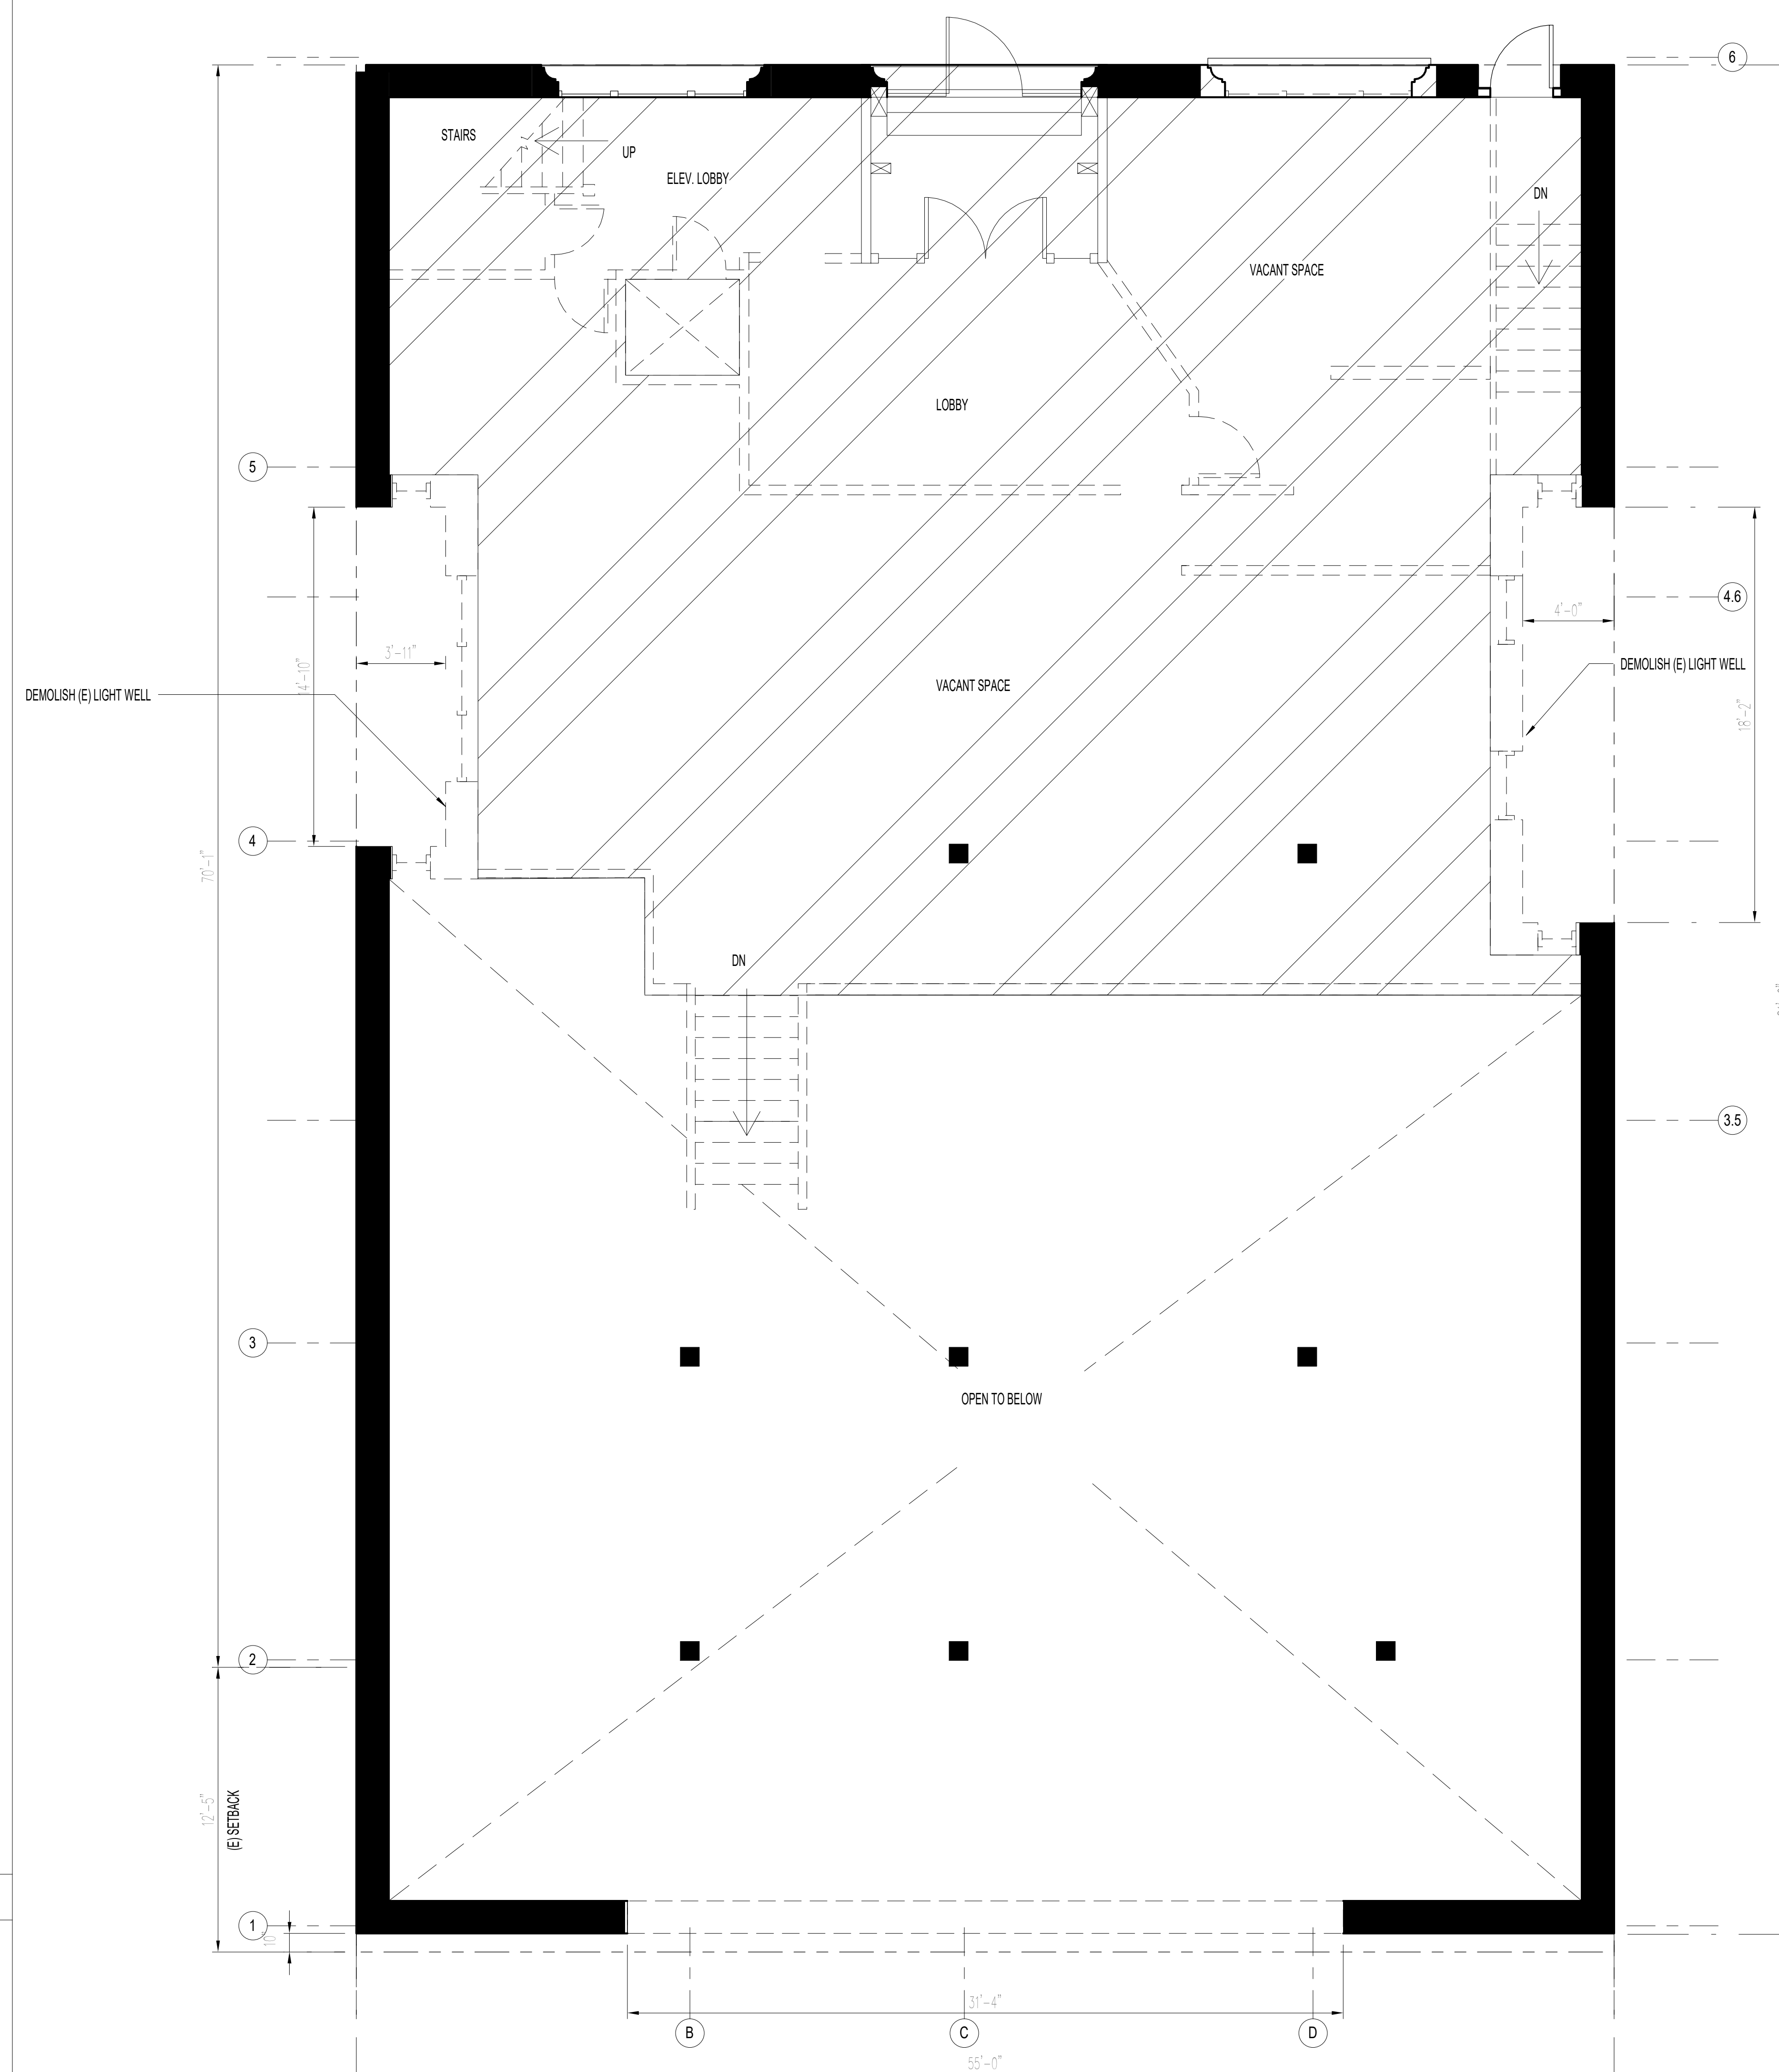 6
STAIRS
UP
ELEV. LOBBY
DN
VACANT SPACE
LOBBY
5
4.6
4'-0"
3'-11"
14'-10"
DEMOLISH (E) LIGHT WELL
DEMOLISH (E) LIGHT WELL
VACANT SPACE
18'-2"
4
70'-1"
DN
3.5
3
OPEN TO BELOW
2
12'-5"
(E) SETBACK
1
10"
31'-4"
B
C
D
55'-0"